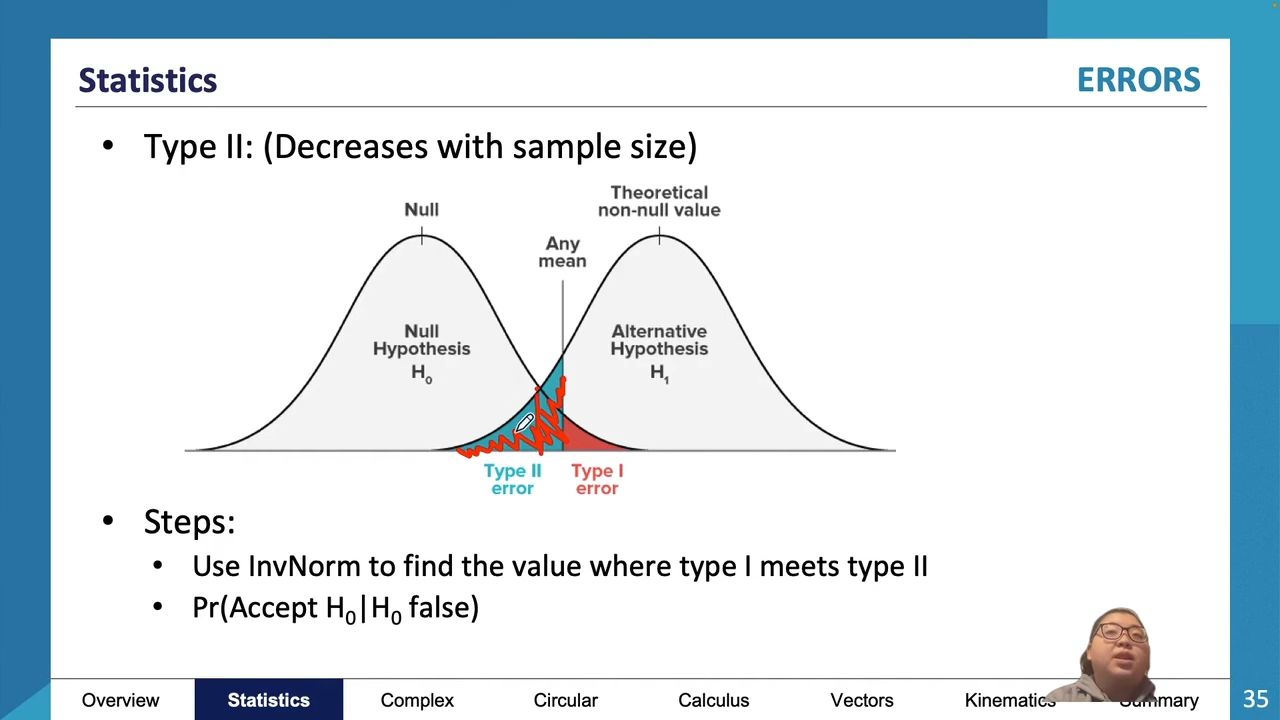 Statistics
ERRORS
• Type II: (Decreases with sample size)
Null
Theoretical
non-null value
Any
mean
Null
Hypothesis
H₀
Alternative
Hypothesis
H₁
Type II
error
Type I
error
• Steps:
• Use InvNorm to find the value where type I meets type II
• Pr(Accept H₀|H₀ false)
Overview Statistics Complex Circular Calculus Vectors Kinematics Summary 35